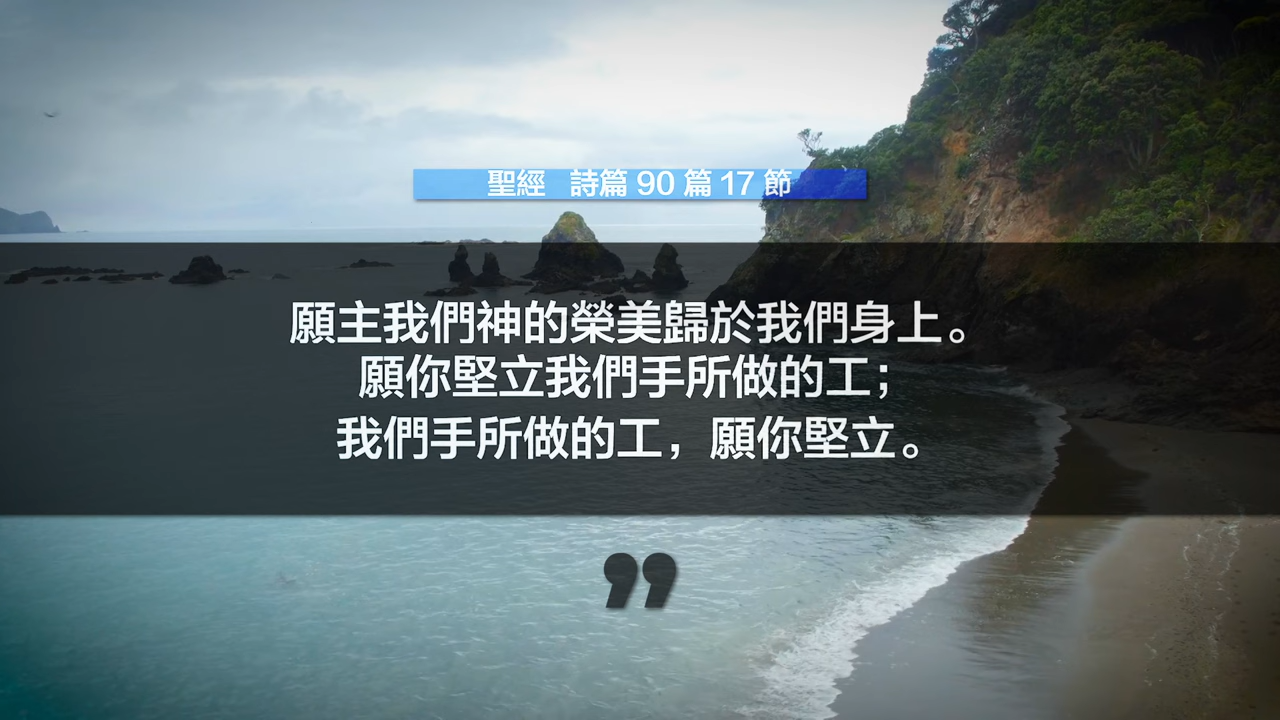 聖經 詩篇 90 篇 17 節
願主我們神的榮美歸於我們身上。
願你堅立我們手所做的工;
我們手所做的工，願你堅立。
”